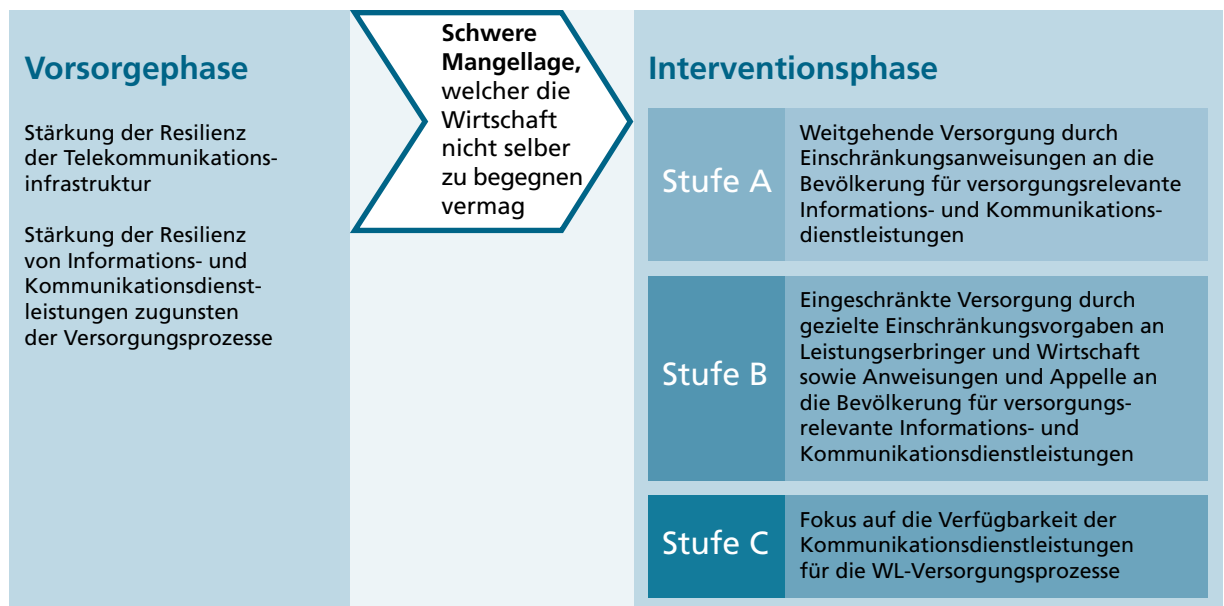 Vorsorgephase
Stärkung der Resilienz
der Telekommunikations-
infrastruktur
Stärkung der Resilienz
von Informations- und
Kommunikationsdienst-
leistungen zugunsten
der Versorgungsprozesse
Schwere
Mangellage,
welcher die
Wirtschaft
nicht selber
zu begegnen
vermag
Interventionsphase
Stufe A
Weitgehende Versorgung durch
Einschränkungsanweisungen an die
Bevölkerung für versorgungsrelevante
Informations- und Kommunikations-
dienstleistungen
Stufe B
Eingeschränkte Versorgung durch
gezielte Einschränkungsvorgaben an
Leistungserbringer und Wirtschaft
sowie Anweisungen und Appelle an
die Bevölkerung für versorgungs-
relevante Informations- und
Kommunikationsdienstleistungen
Stufe C
Fokus auf die Verfügbarkeit der
Kommunikationsdienstleistungen
für die WL-Versorgungsprozesse